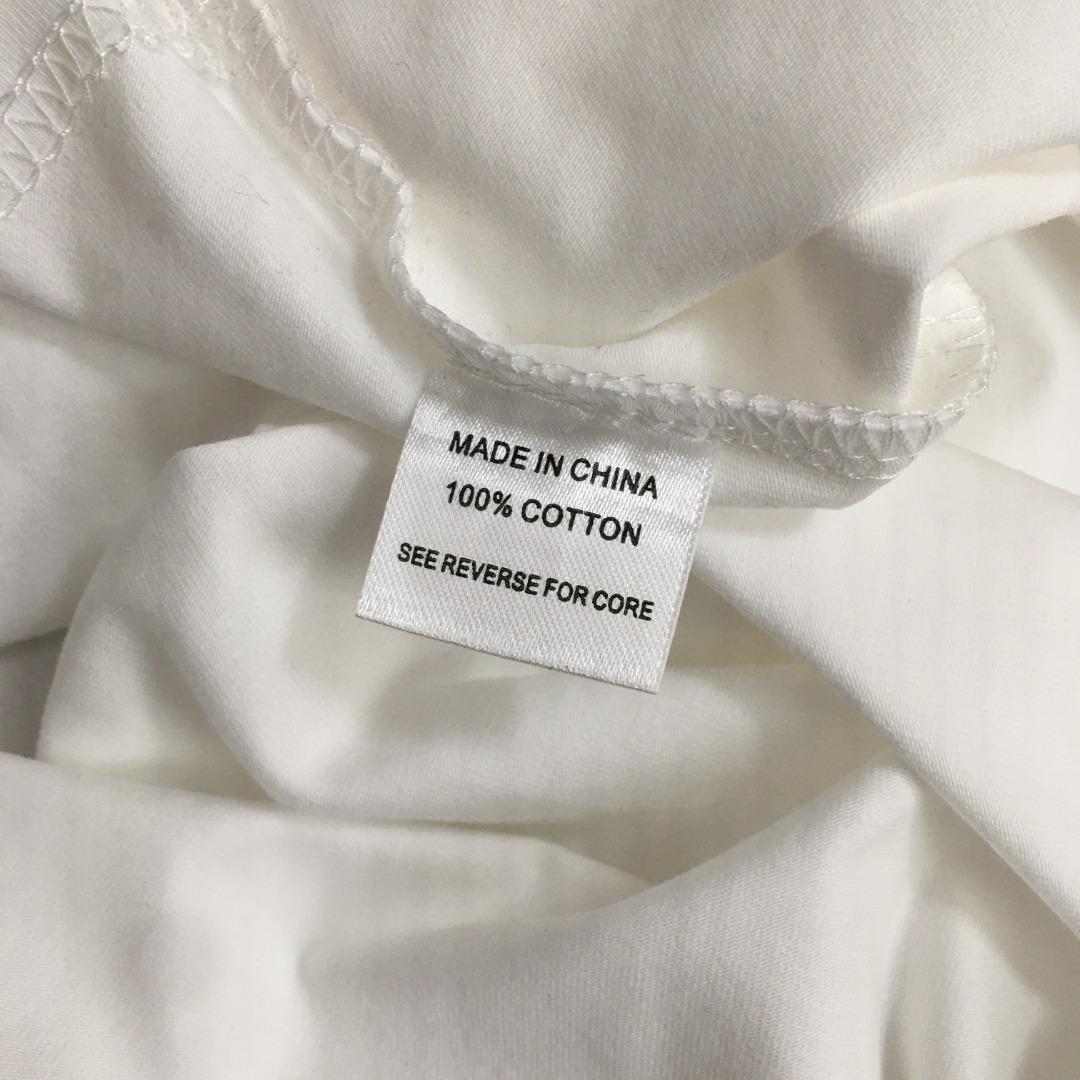 MADE IN CHINA
100% COTTON
SEE REVERSE FOR CORE